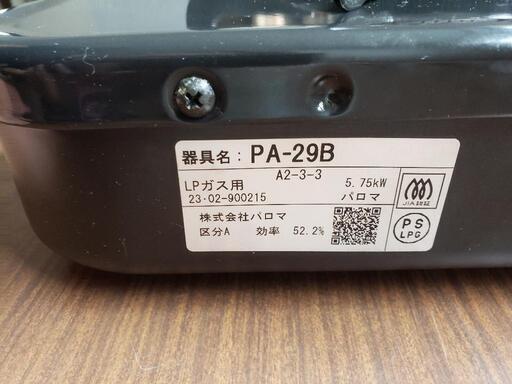 器具名：PA-29B
A2-3-3
LPガス用 5.75kW
23・02-900215 パロマ
JIA認証
株式会社パロマ
区分A 効率 52.2%
PS
LPG